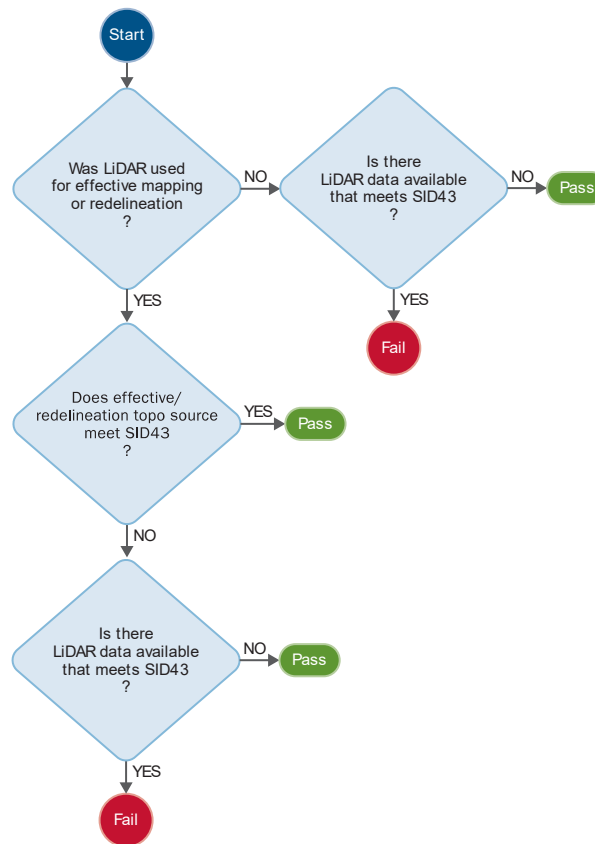 Start
Was LiDAR used
for effective mapping
or redelineation
?
NO
Is there
LiDAR data available
that meets SID43
?
NO
Pass
YES
Fail
YES
Does effective/
redelineation topo source
meet SID43
?
YES
Pass
NO
Is there
LiDAR data available
that meets SID43
?
NO
Pass
YES
Fail